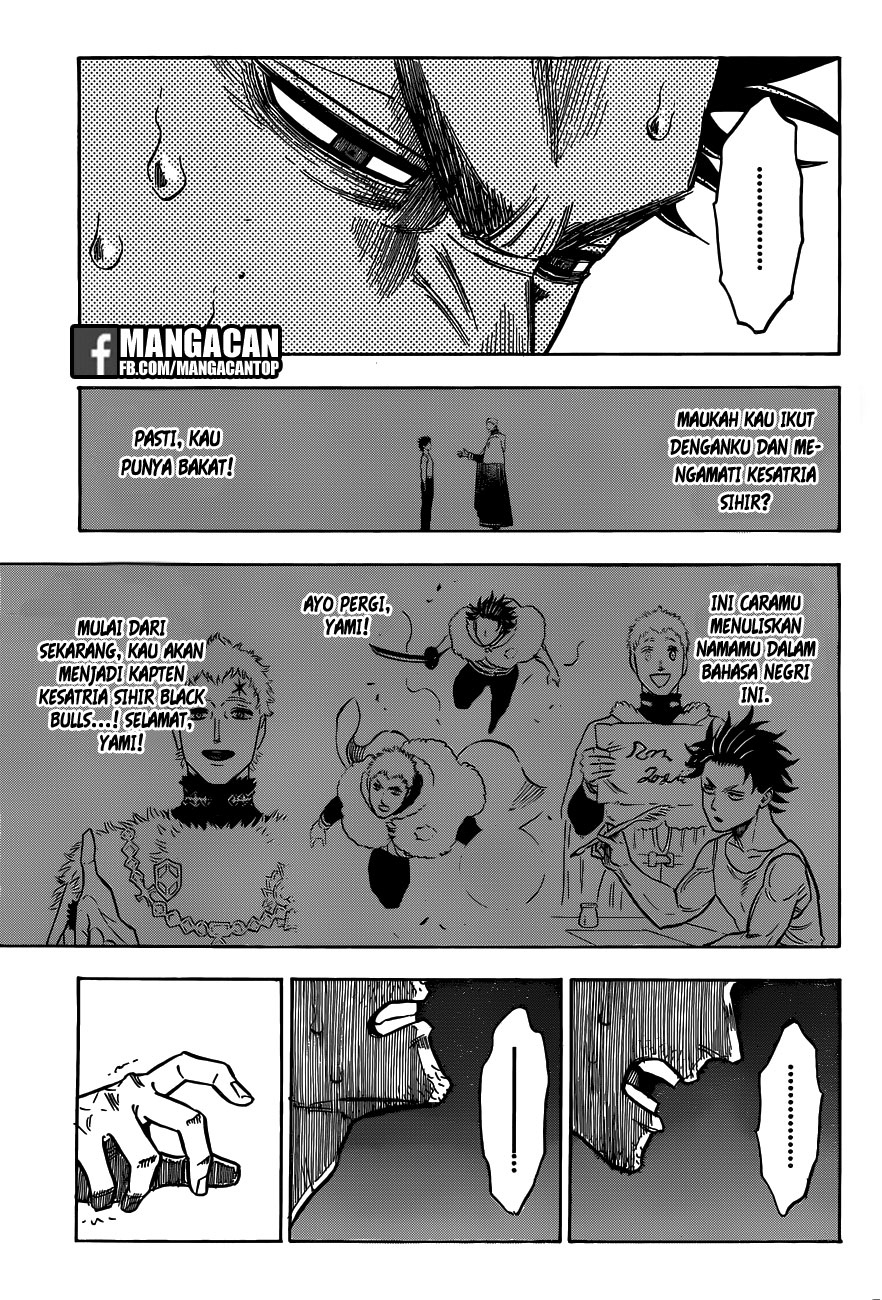 ..........
MANGACAN
FB.COM/MANGACANTOP
MAUKAH KAU IKUT
DENGANKU DAN ME-
NGAMATI KESATRIA
SIHIR?
PASTI, KAU
PUNYA BAKAT!
INI CARAMU
MENULISKAN
NAMAMU DALAM
BAHASA NEGRI
INI.
AYO PERGI,
YAMI!
MULAI DARI
SEKARANG, KAU AKAN
MENJADI KAPTEN
KESATRIA SIHIR BLACK
BULLS...! SELAMAT,
YAMI!
..........
..........